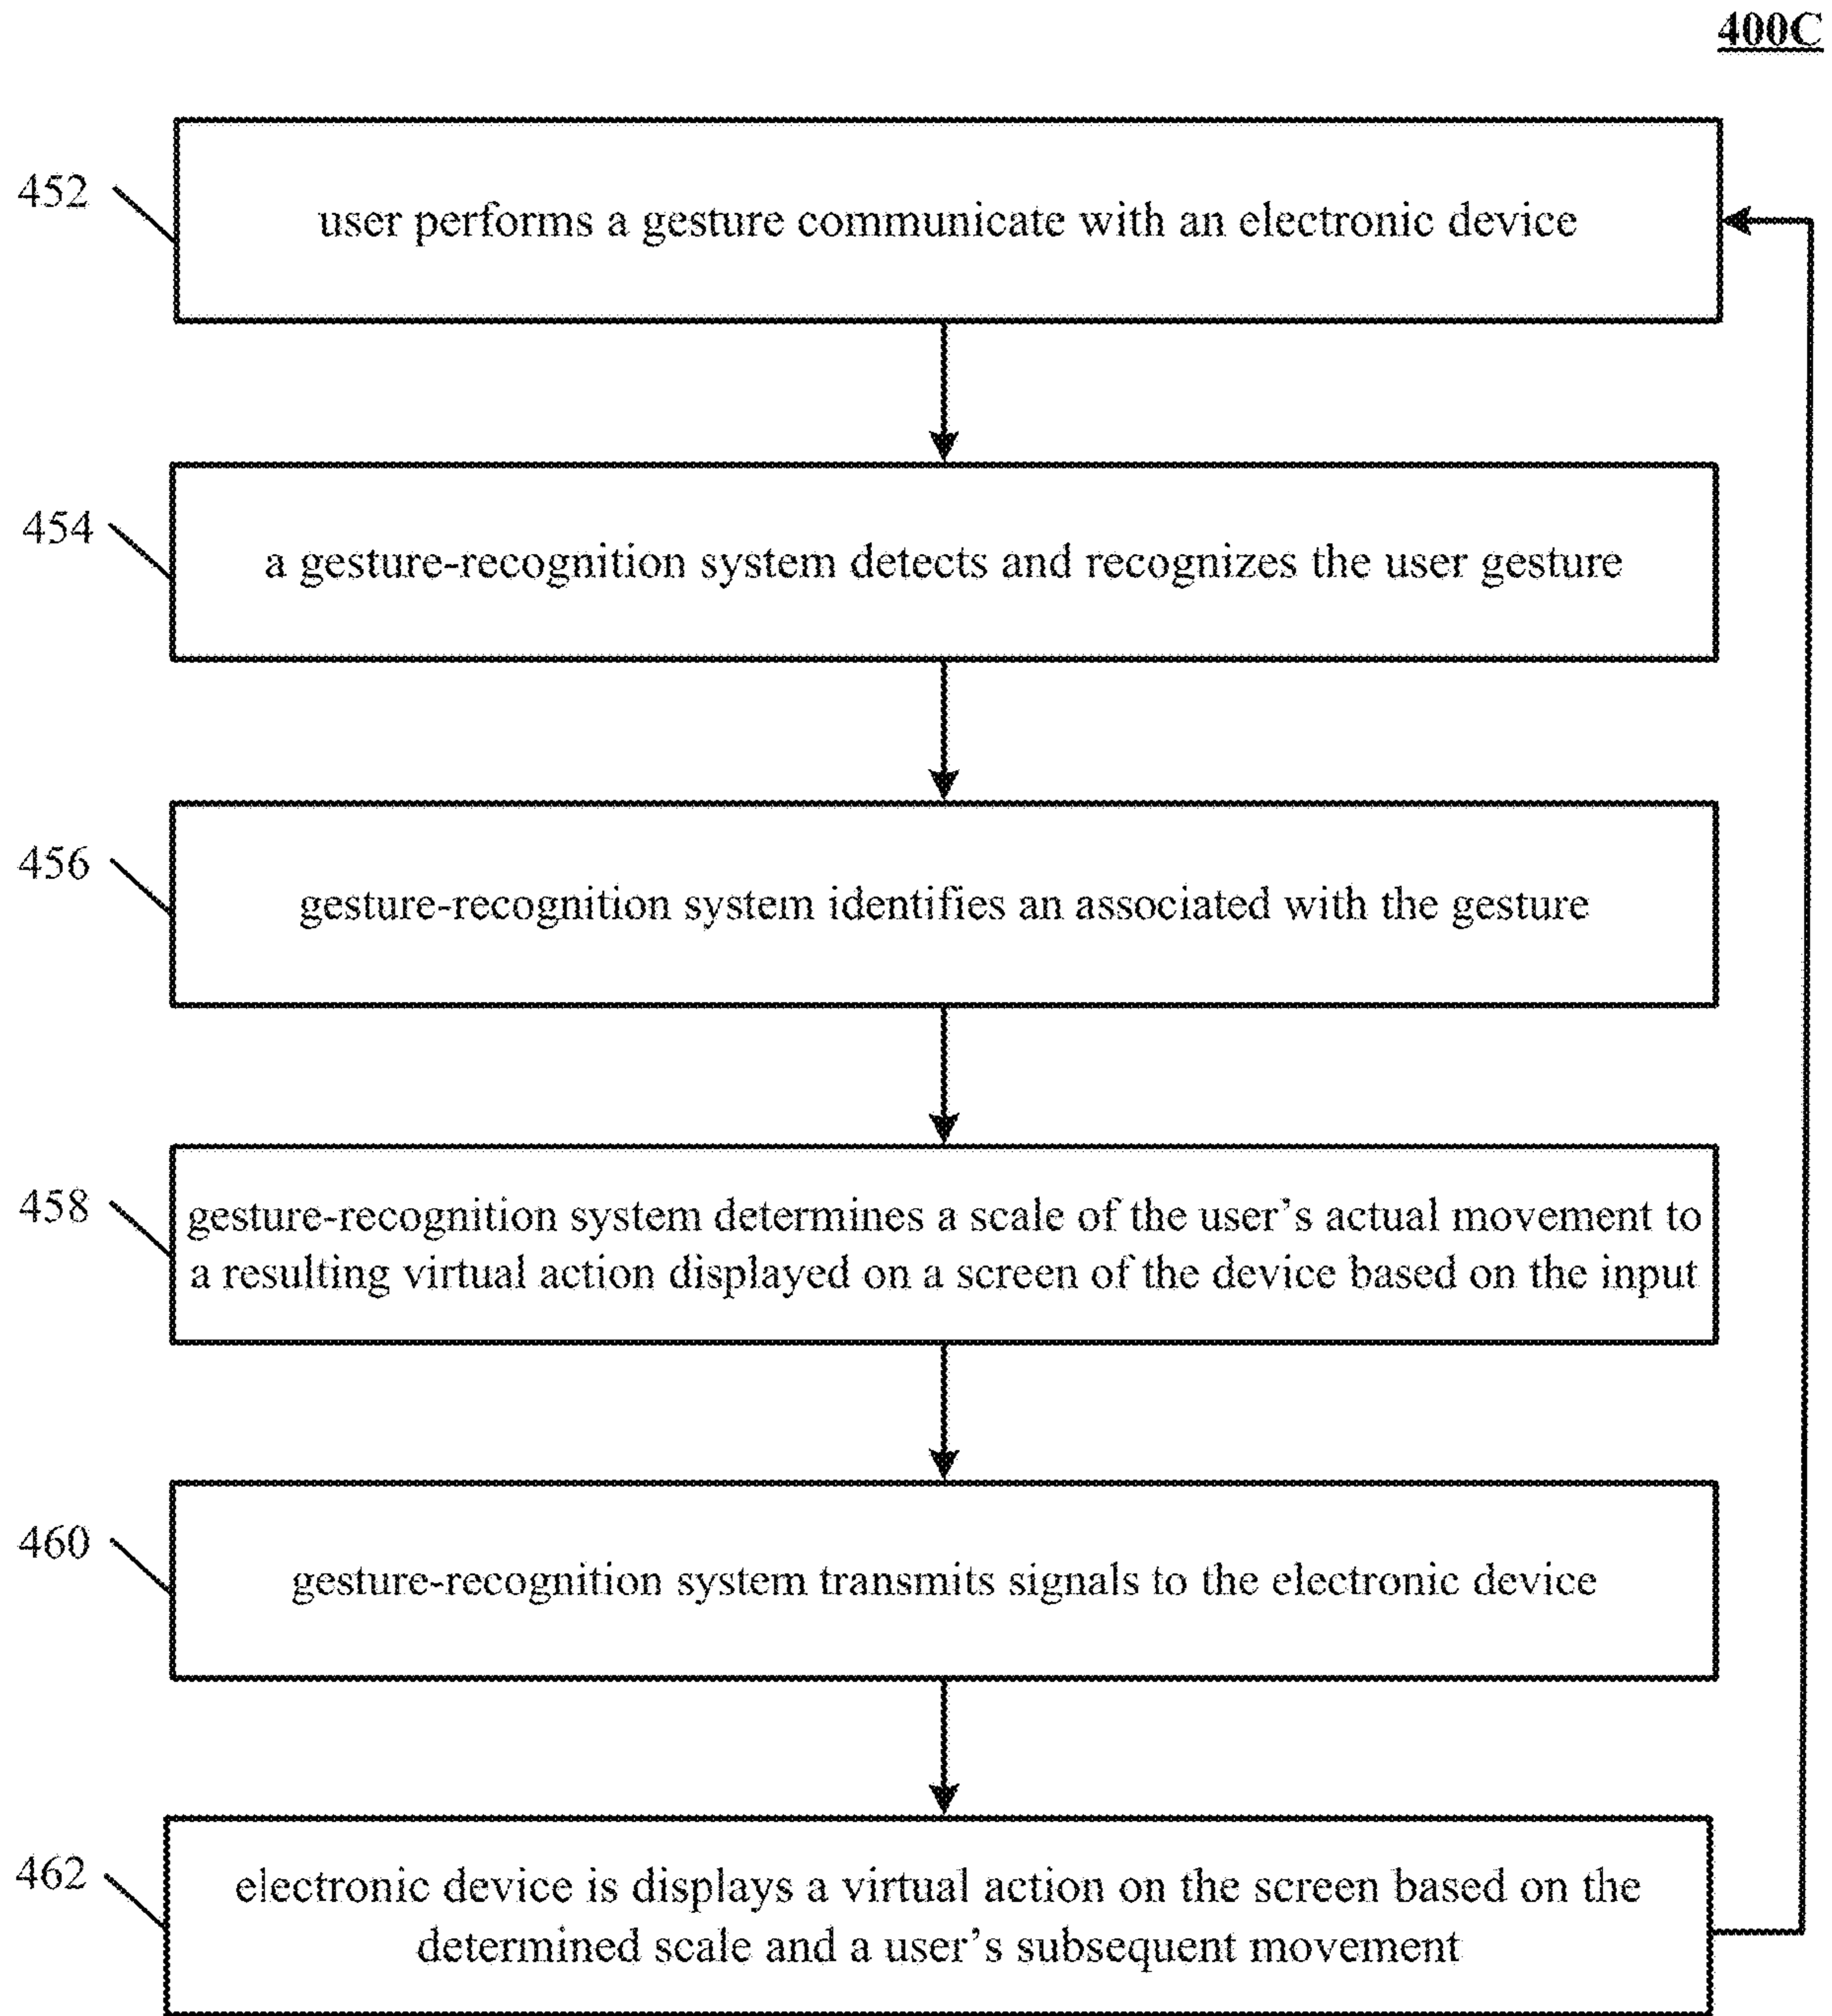 400C
452
user performs a gesture communicate with an electronic device
454
a gesture-recognition system detects and recognizes the user gesture
456
gesture-recognition system identifies an associated with the gesture
458
gesture-recognition system determines a scale of the user's actual movement to
a resulting virtual action displayed on a screen of the device based on the input
460
gesture-recognition system transmits signals to the electronic device
462
electronic device is displays a virtual action on the screen based on the
determined scale and a user's subsequent movement